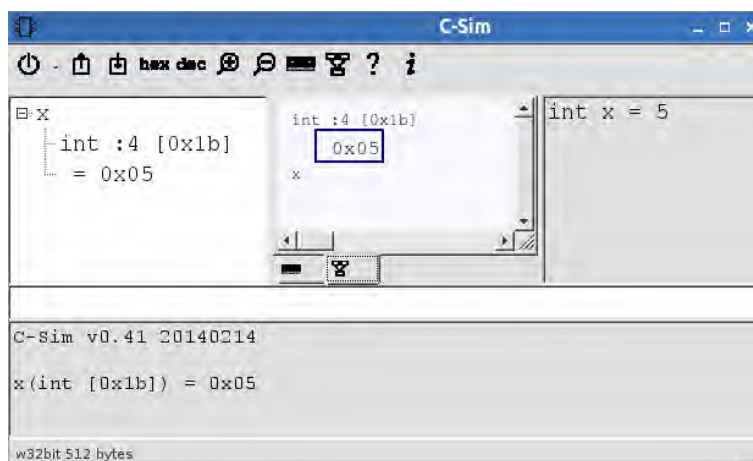 C-Sim
hex dec ? i
x
int :4 [0x1b]
= 0x05
int :4 [0x1b]
0x05
x
int x = 5
C-Sim v0.41 20140214
x(int [0x1b]) = 0x05
w32bit 512 bytes